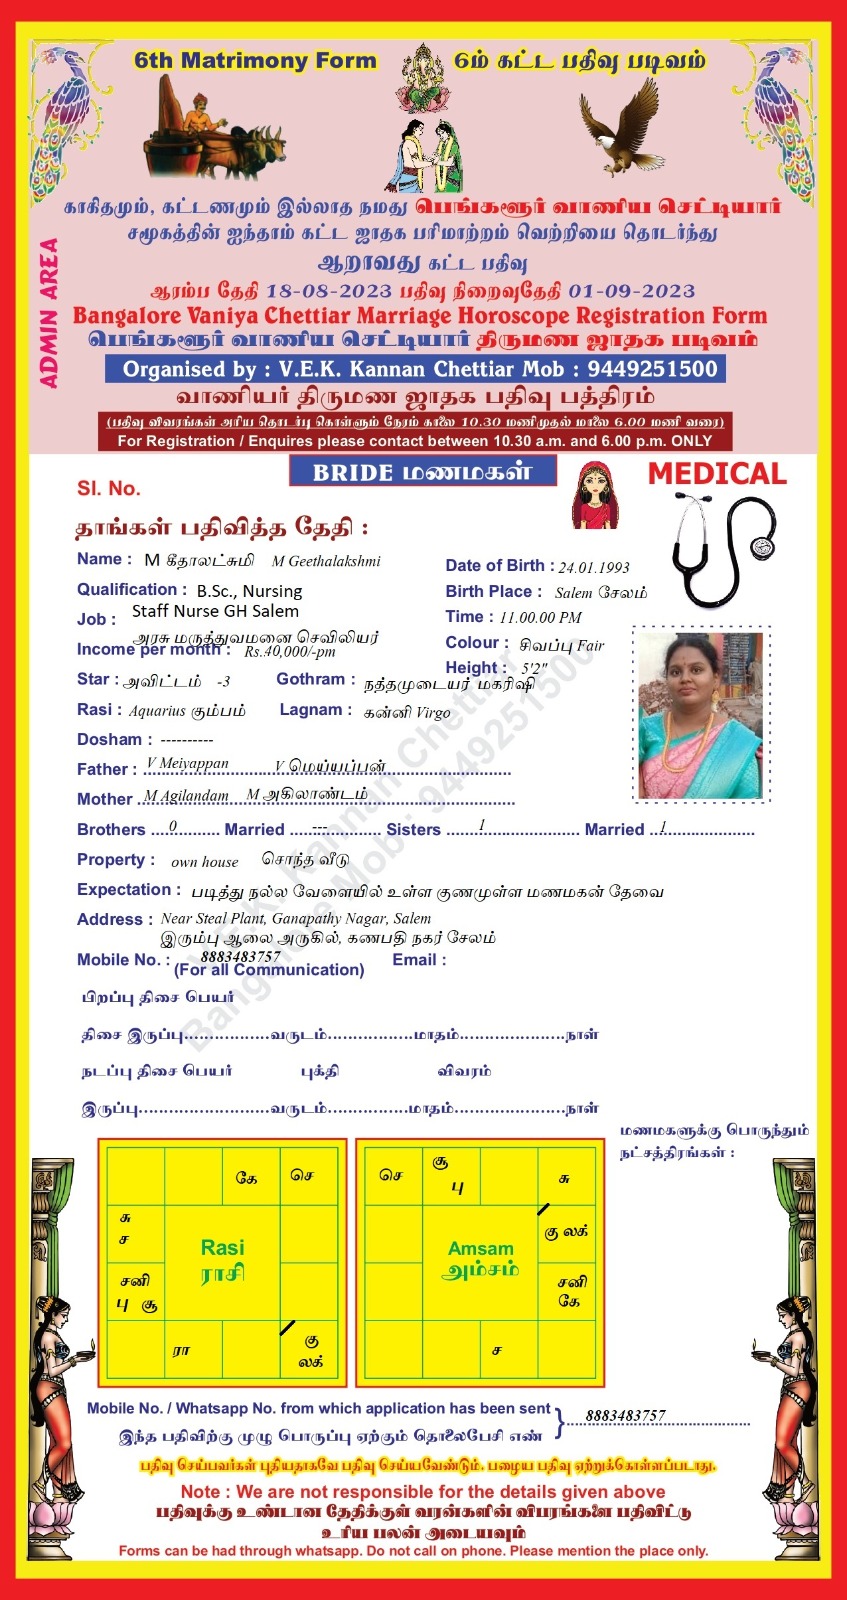 6th Matrimony Form 6ம் கட்ட பதிவு படிவம்
காகிதமும், கட்டணமும் இல்லாத நமது பெங்களூர் வாணிய செட்டியார்
சமூகத்தின் ஐந்தாம் கட்ட ஜாதக பரிமாற்றம் வெற்றியை தொடர்ந்து
ஆறாவது கட்ட பதிவு
ஆரம்ப தேதி 18-08-2023 பதிவு நிறைவுதேதி 01-09-2023
ADMIN AREA
Bangalore Vaniya Chettiar Marriage Horoscope Registration Form
பெங்களூர் வாணிய செட்டியார் திருமண ஜாதக படிவம்
Organised by : V.E.K. Kannan Chettiar Mob : 9449251500
வாணியர் திருமண ஜாதக பதிவு பத்திரம்
(பதிவு விவரங்கள் அரிய தொடர்பு கொள்ளும் நேரம் காலை 10.30 மணிமுதல் மாலை 6.00 மணி வரை)
For Registration / Enquires please contact between 10.30 a.m. and 6.00 p.m. ONLY
BRIDE மணமகள்
MEDICAL
Sl. No.
தாங்கள் பதிவித்த தேதி :
Name : M கீதாலட்சுமி M Geethalakshmi
Date of Birth : 24.01.1993
Qualification : B.Sc., Nursing
Birth Place : Salem சேலம்
Job : Staff Nurse GH Salem
Time : 11.00.00 PM
அரசு மருத்துவமனை செவிலியர்
Colour : சிவப்பு Fair
Income per month : Rs.40,000/-pm
Height : 5'2"
Star : அவிட்டம் -3 Gothram : நத்தமுடையர் மகரிஷி
Rasi : Aquarius கும்பம் Lagnam : கன்னி Virgo
Dosham : ----------
Father : V Meiyappan V மெய்யப்பன்
Mother M Agilandam M அகிலாண்டம்
Brothers 0 Married --- Sisters 1 Married 1
Property : own house சொந்த வீடு
Expectation : படித்து நல்ல வேளையில் உள்ள குணமுள்ள மணமகன் தேவை
Address : Near Steal Plant, Ganapathy Nagar, Salem
இரும்பு ஆலை அருகில், கணபதி நகர் சேலம்
Mobile No. : 8883483757 Email :
(For all Communication)
V.E.K. Kannan Chettiar
Bangalore Mob : 9449251500
பிறப்பு திசை பெயர்
திசை இருப்பு.................வருடம்.................மாதம்....................நாள்
நடப்பு திசை பெயர் புக்தி விவரம்
இருப்பு..........................வருடம்................மாதம்......................நாள்
மணமகளுக்கு பொருந்தும்
நட்சத்திரங்கள் :
கே செ
சு
ச
Rasi
ராசி
சனி
பு சூ
ரா
கு
லக்
செ
சூ
பு
சு
கு லக்
Amsam
அம்சம்
சனி
கே
ச
Mobile No. / Whatsapp No. from which application has been sent
இந்த பதிவிற்கு முழு பொருப்பு ஏற்கும் தொலைபேசி எண்
8883483757
பதிவு செய்பவர்கள் புதியதாகவே பதிவு செய்யவேண்டும். பழைய பதிவு ஏற்றுக்கொள்ளப்படாது.
Note : We are not responsible for the details given above
பதிவுக்கு உண்டான தேதிக்குள் வரன்களின் விபரங்களை பதிவிட்டு
உரிய பலன் அடையவும்
Forms can be had through whatsapp. Do not call on phone. Please mention the place only.